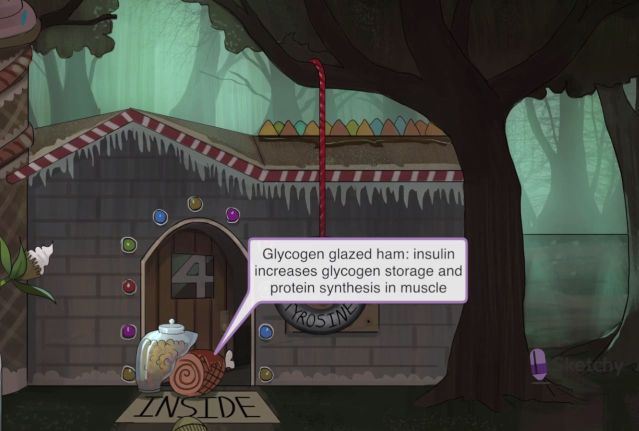 4
Glycogen glazed ham: insulin
increases glycogen storage and
protein synthesis in muscle
TYROSINE
Sketchy
INSIDE